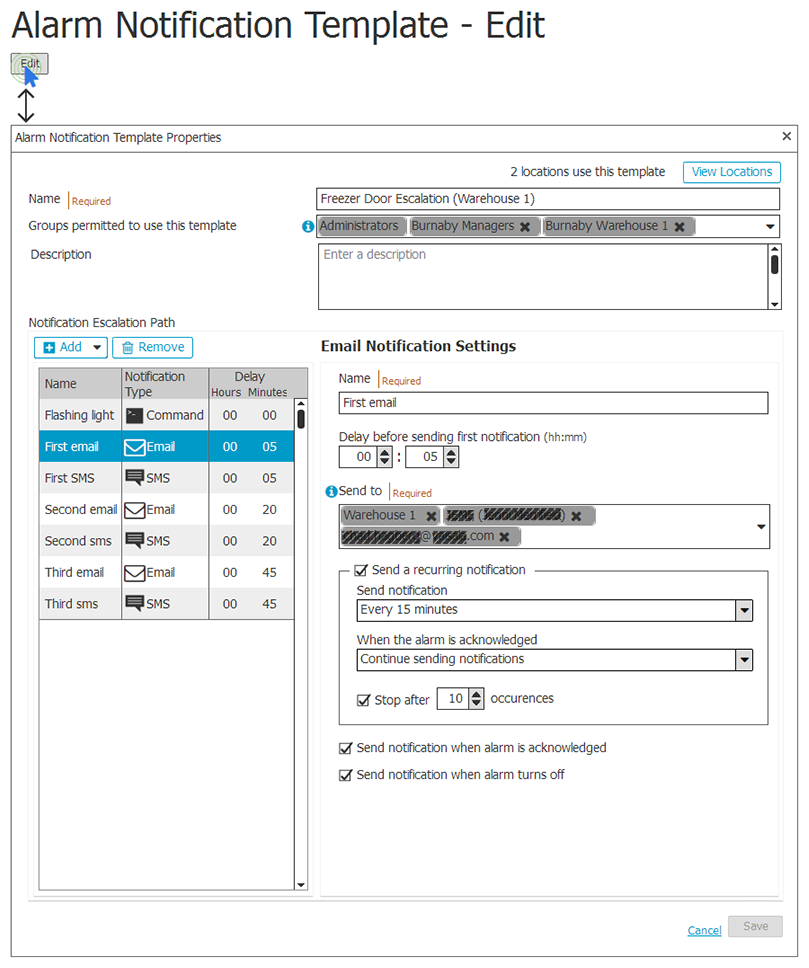 Alarm Notification Template - Edit
Edit
Alarm Notification Template Properties
2 locations use this template View Locations
Name Required Freezer Door Escalation (Warehouse 1)
Groups permitted to use this template Administrators Burnaby Managers Burnaby Warehouse 1
Description Enter a description
Notification Escalation Path
Add Remove
Email Notification Settings
Name Notification Type Delay Hours Minutes
Flashing light Command 00 00
First email Email 00 05
First SMS SMS 00 05
Second email Email 00 20
Second sms SMS 00 20
Third email Email 00 45
Third sms SMS 00 45
Name Required
First email
Delay before sending first notification (hh:mm)
00 : 05
Send to Required
Warehouse 1
.com
Send a recurring notification
Send notification
Every 15 minutes
When the alarm is acknowledged
Continue sending notifications
Stop after 10 occurences
Send notification when alarm is acknowledged
Send notification when alarm turns off
Cancel Save